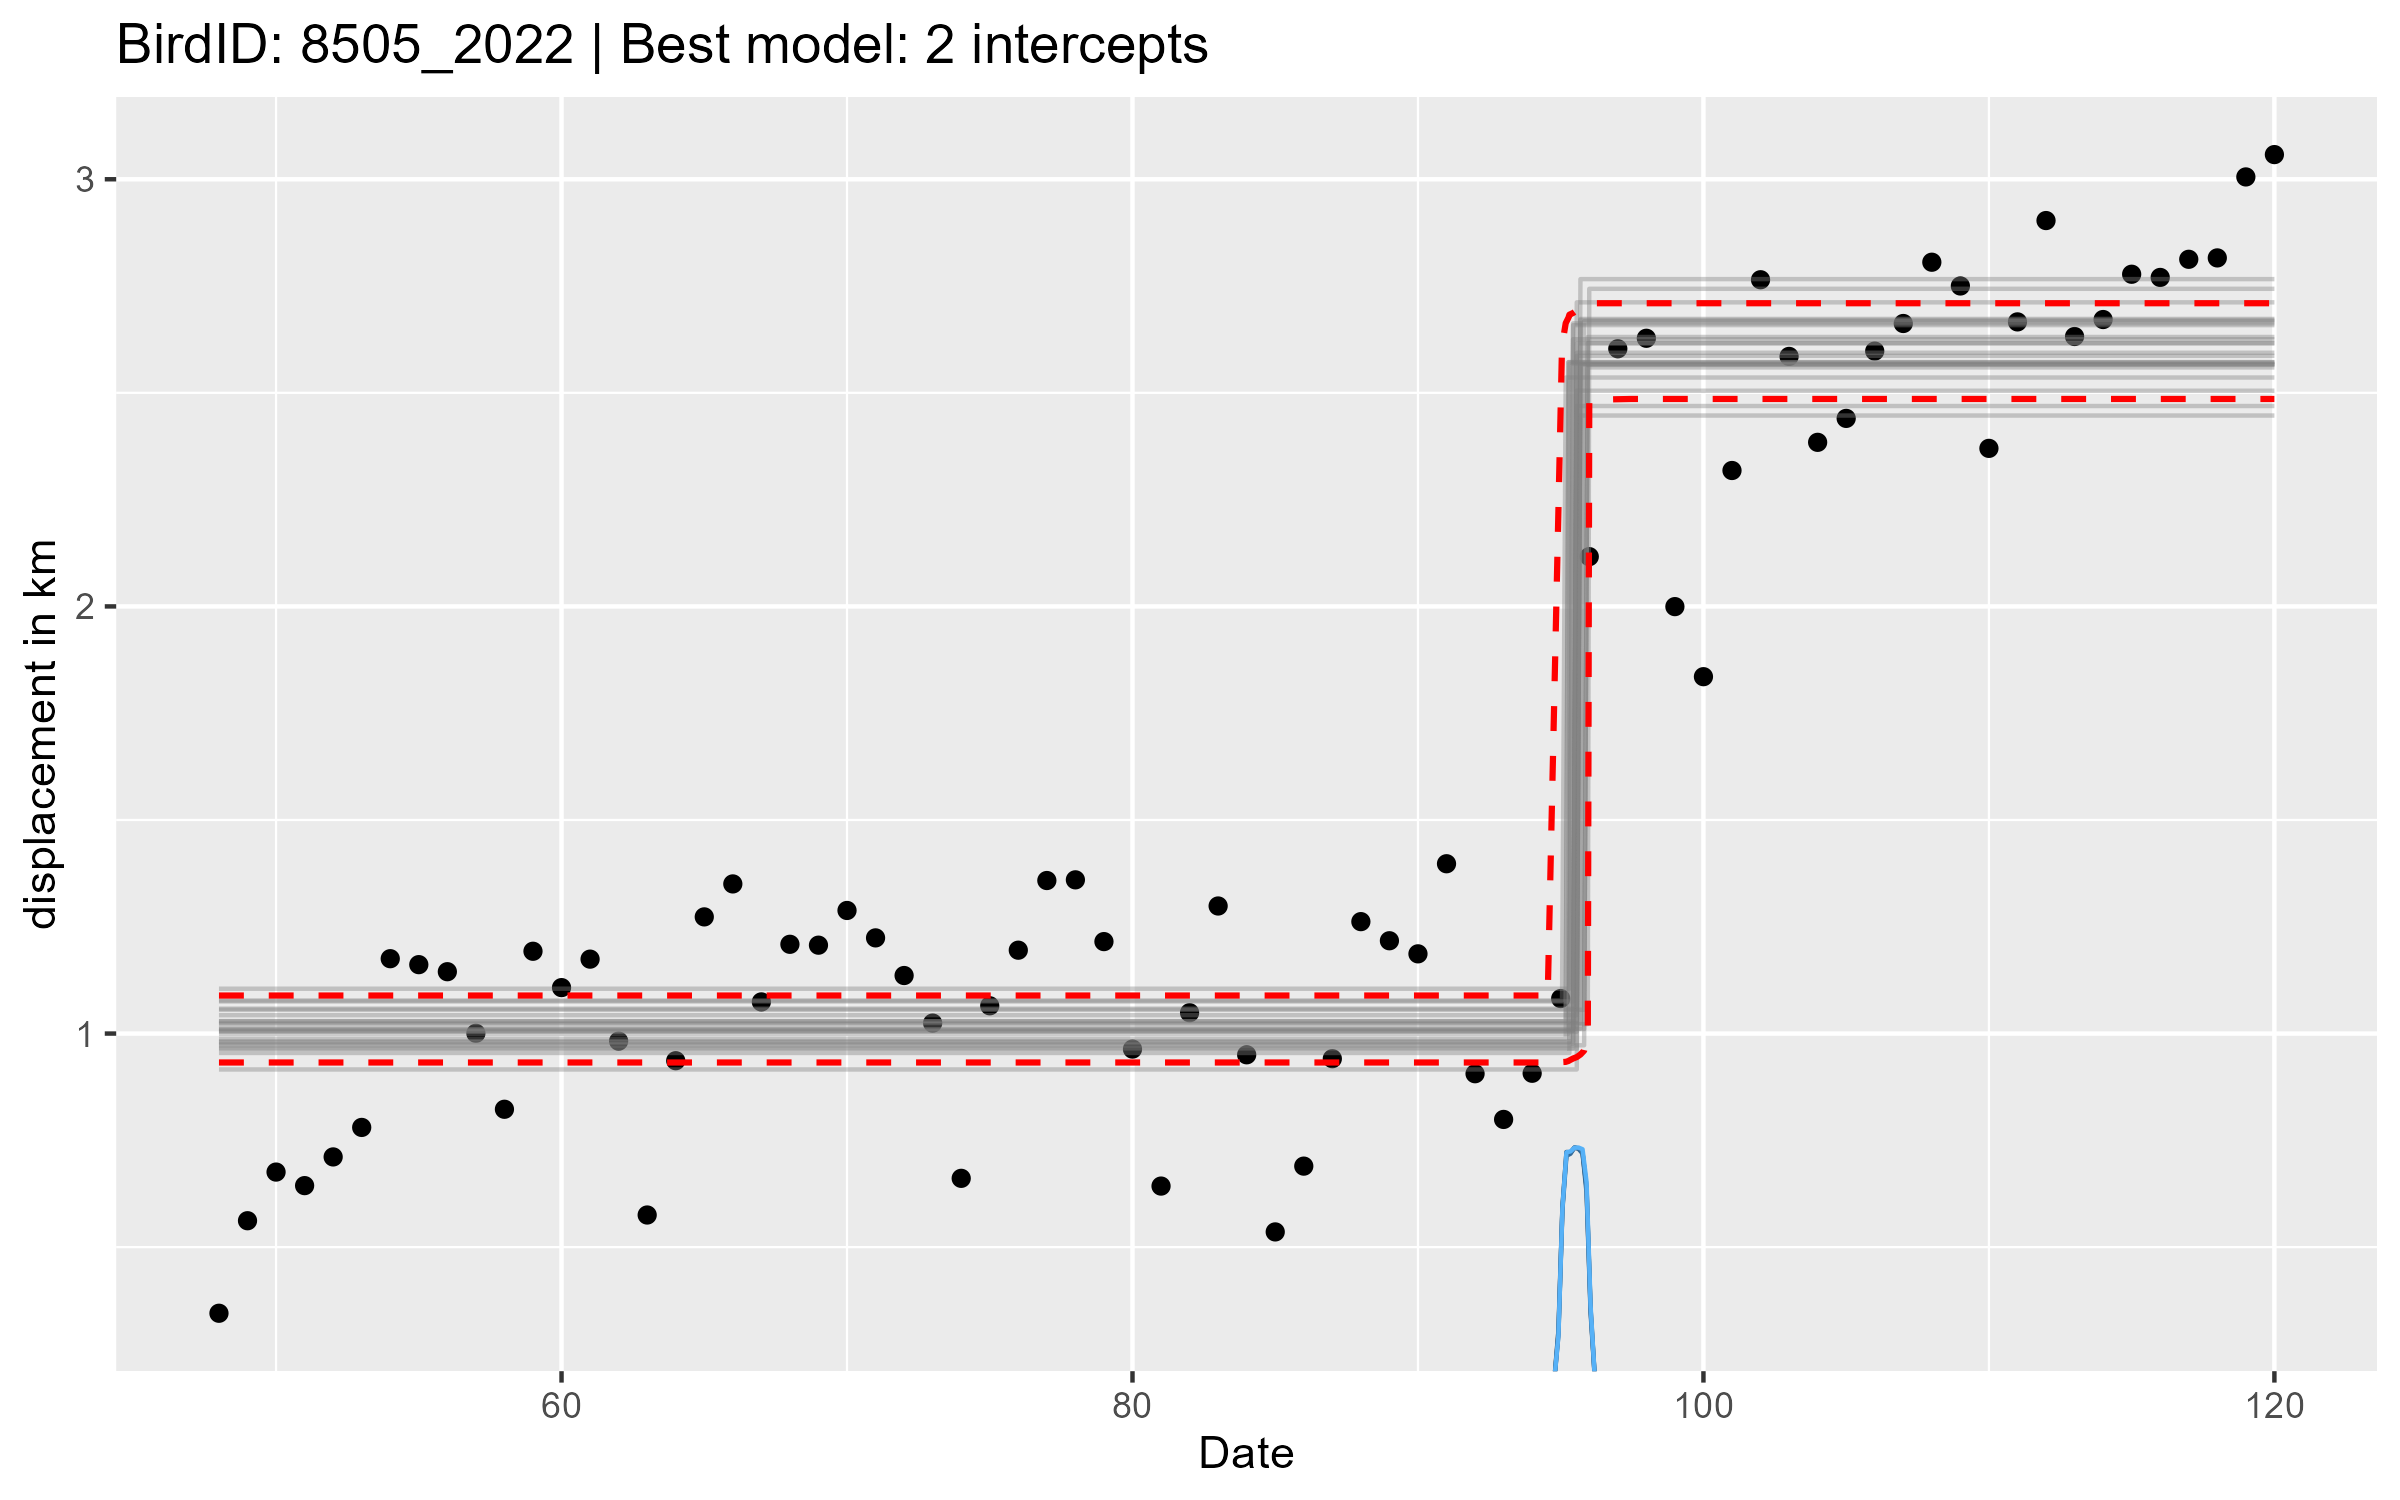 BirdID: 8505_2022 | Best model: 2 intercepts
3
2
1
displacement in km
60
80
100
120
Date